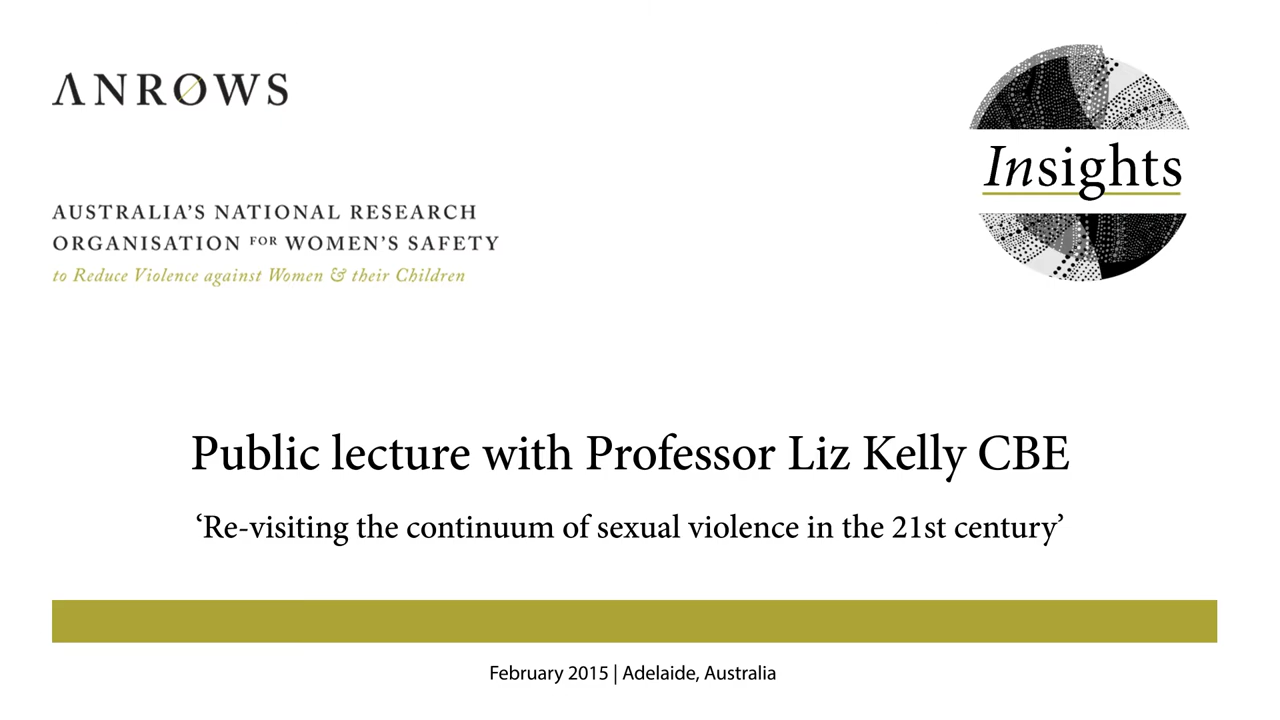 ANROWS
Insights
AUSTRALIA’S NATIONAL RESEARCH
ORGANISATION FOR WOMEN’S SAFETY
to Reduce Violence against Women & their Children
Public lecture with Professor Liz Kelly CBE
‘Re-visiting the continuum of sexual violence in the 21st century’
February 2015 | Adelaide, Australia